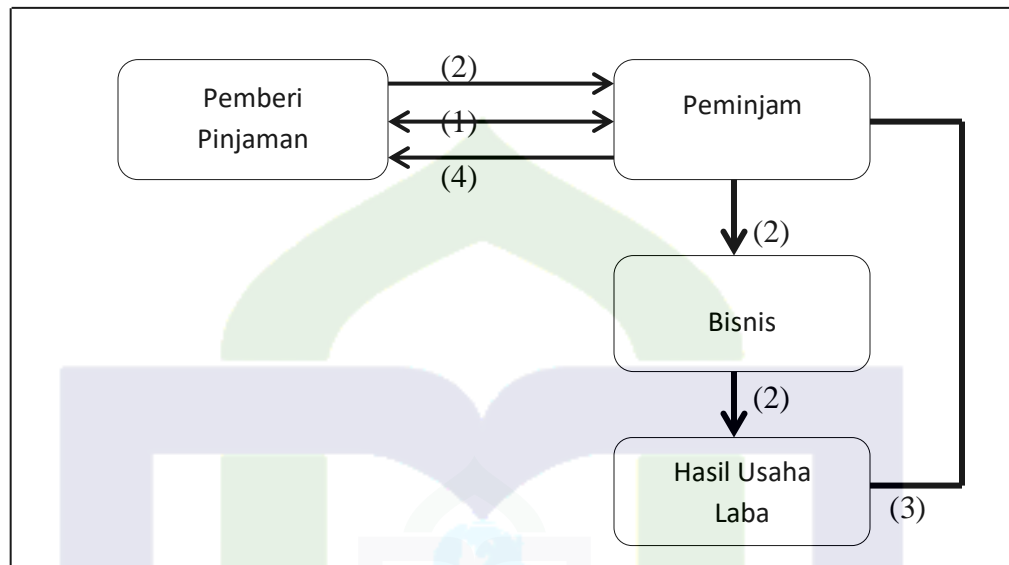 (2)
Pemberi
Pinjaman
Peminjam
(1)
(4)
(2)
Bisnis
(2)
Hasil Usaha
Laba
(3)